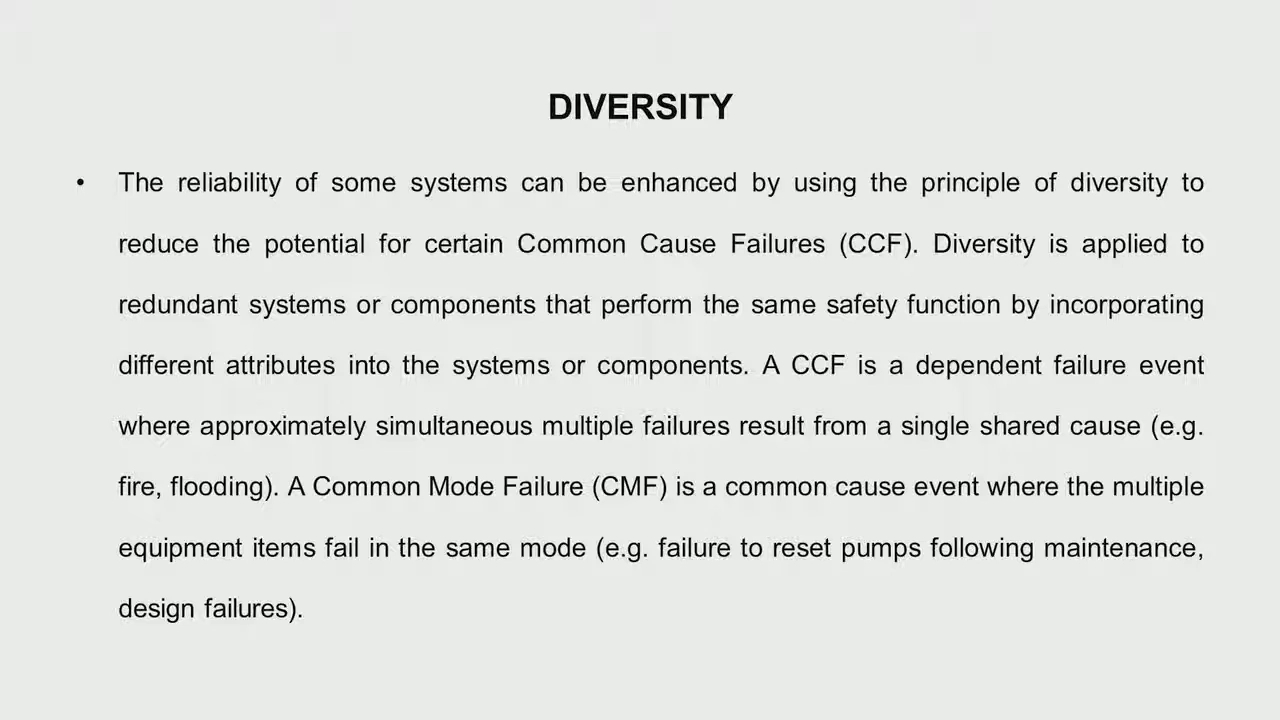 DIVERSITY
• The reliability of some systems can be enhanced by using the principle of diversity to
reduce the potential for certain Common Cause Failures (CCF). Diversity is applied to
redundant systems or components that perform the same safety function by incorporating
different attributes into the systems or components. A CCF is a dependent failure event
where approximately simultaneous multiple failures result from a single shared cause (e.g.
fire, flooding). A Common Mode Failure (CMF) is a common cause event where the multiple
equipment items fail in the same mode (e.g. failure to reset pumps following maintenance,
design failures).